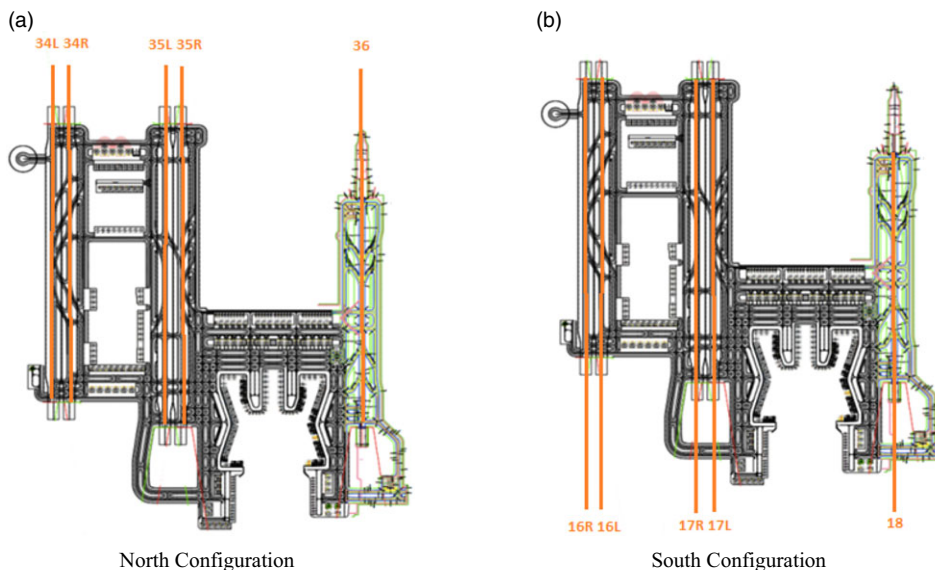 (a)
(b)
34L 34R
35L 35R
36
16R 16L
17R 17L
18
North Configuration
South Configuration